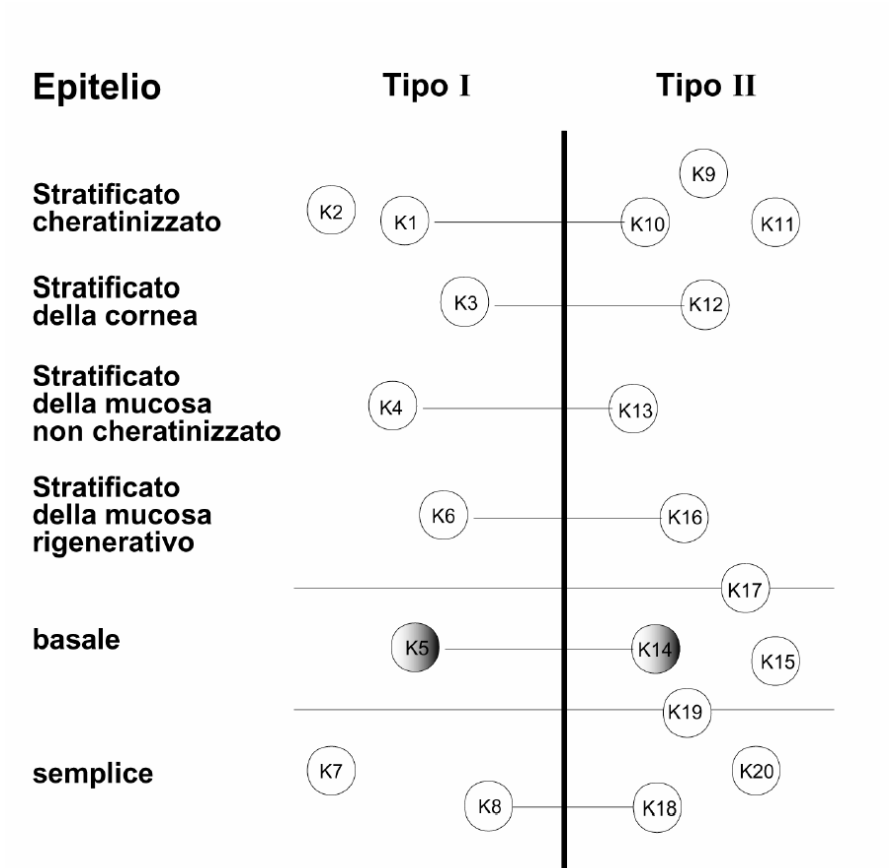 Epitelio Tipo I Tipo II
K9
Stratificato
cheratinizzato
K2 K1 K10 K11
Stratificato
della cornea
K3 K12
Stratificato
della mucosa
non cheratinizzato
K4 K13
Stratificato
della mucosa
rigenerativo
K6 K16
K17
basale
K5 K14 K15
K19
semplice
K7 K20
K8 K18